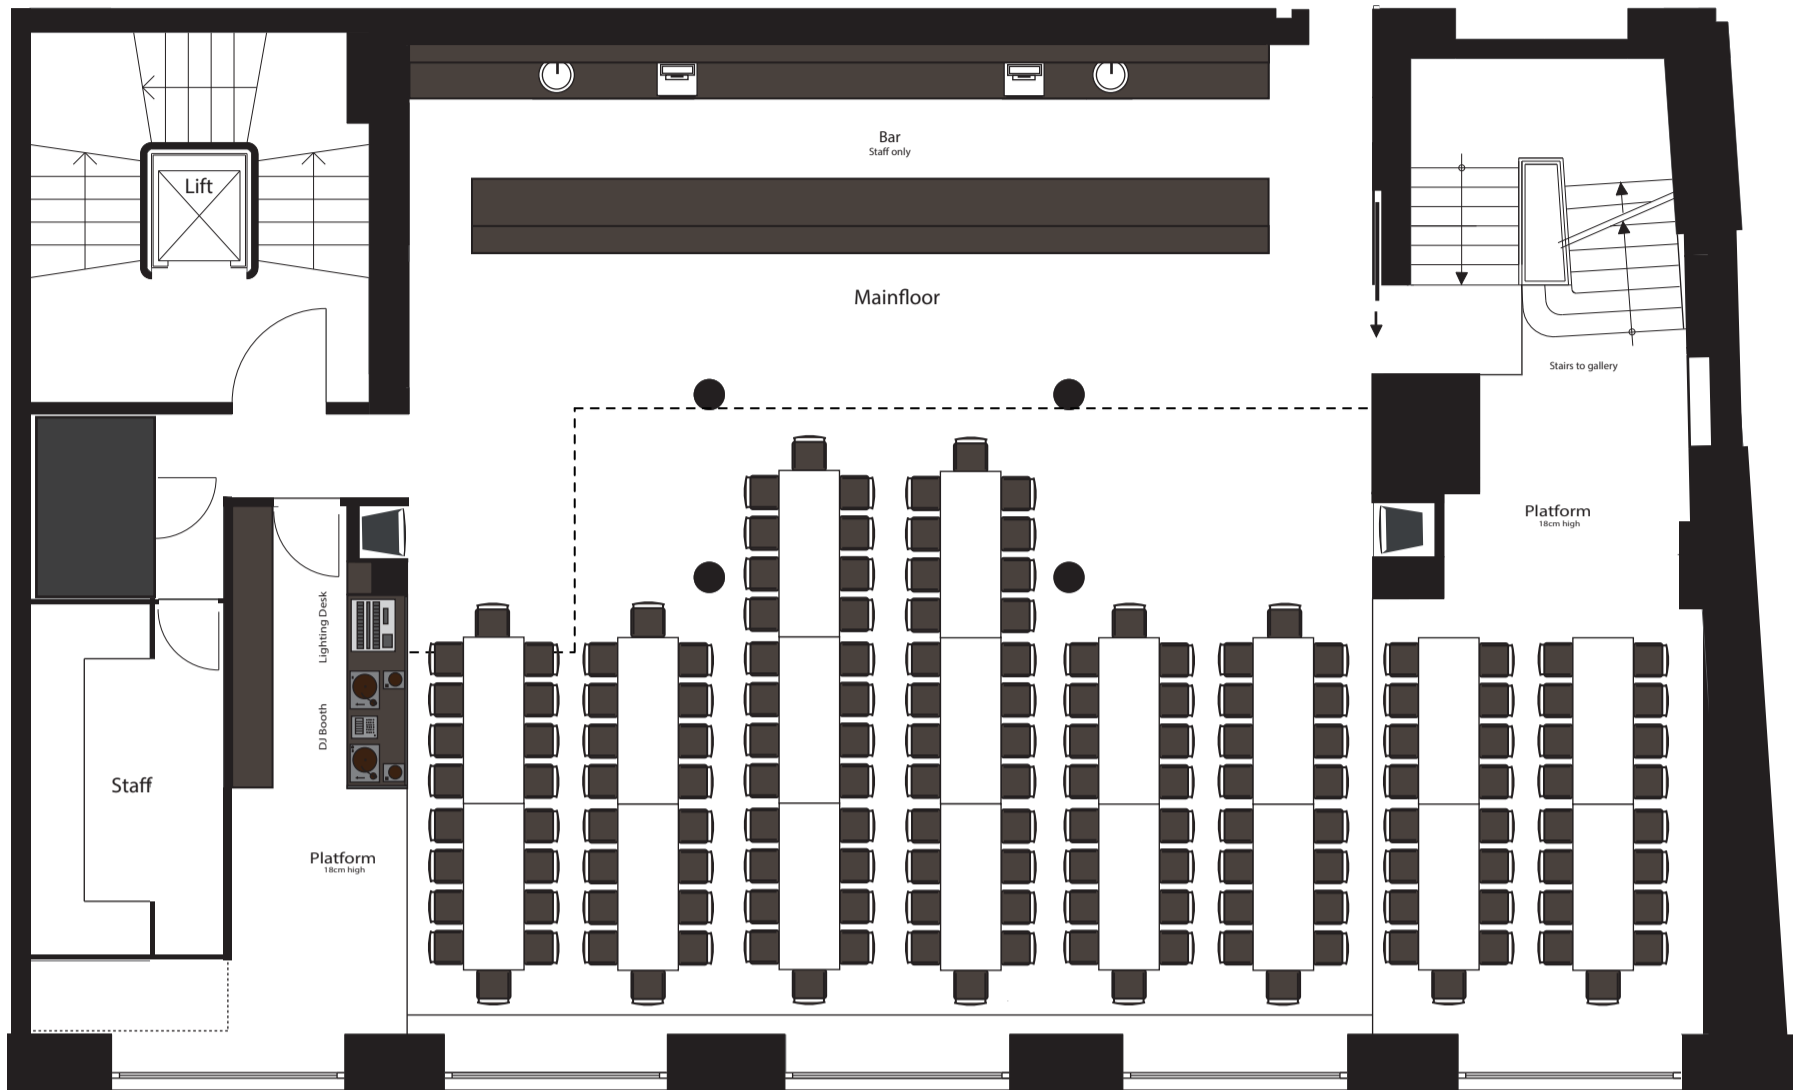 Lift
Bar
Staff only
Mainfloor
Stairs to gallery
Platform
18cm high
Lighting Desk
DJ Booth
Staff
Platform
18cm high